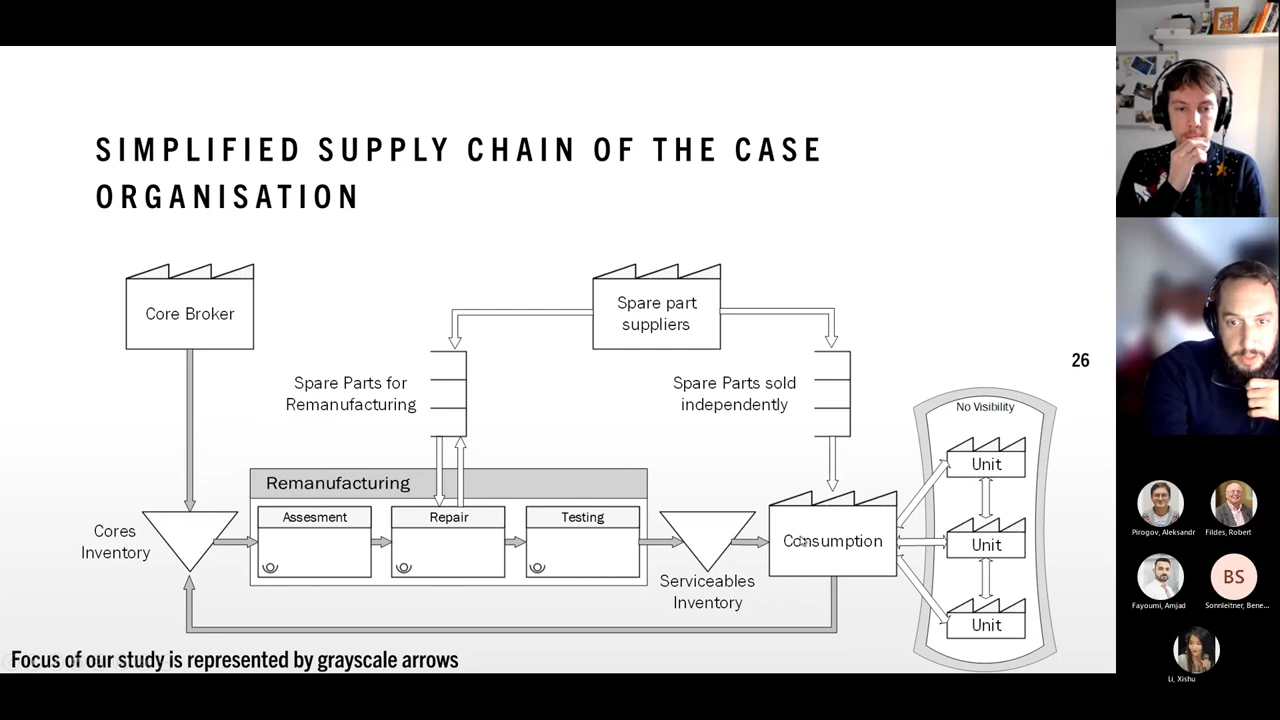 SIMPLIFIED SUPPLY CHAIN OF THE CASE
ORGANISATION
Core Broker
Spare part
suppliers
26
Spare Parts for
Remanufacturing
Spare Parts sold
independently
No Visibility
Unit
Remanufacturing
Assesment
Repair
Testing
Cores
Inventory
Consumption
Unit
Serviceables
Inventory
Unit
Focus of our study is represented by grayscale arrows
Pirogov, Aleksandr
Fildes, Robert
Fayoumi, Amjad
BS
Sonnleitner, Bene...
Li, Xishu